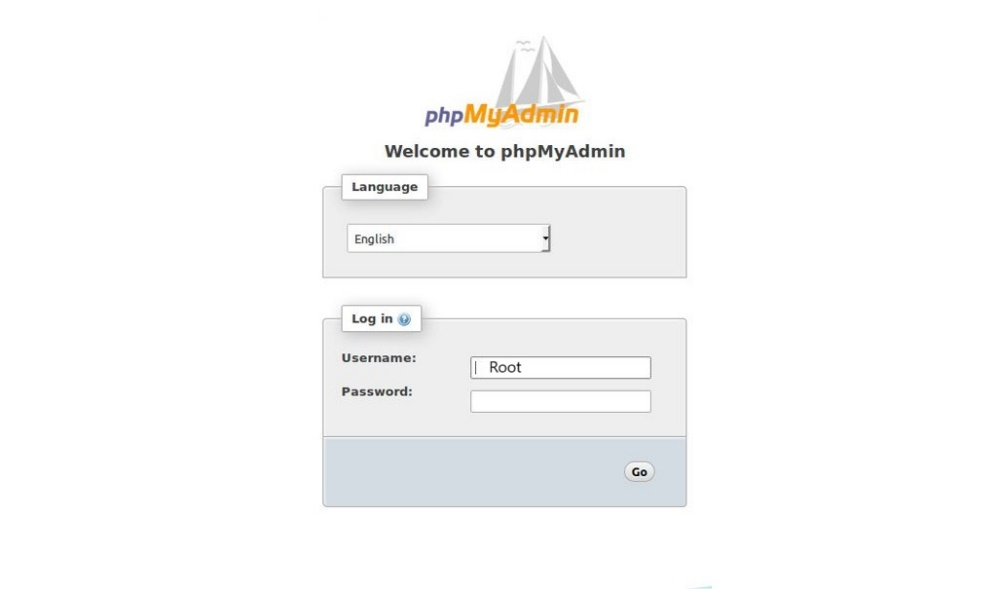 phpMyAdmin
Welcome to phpMyAdmin
Language
English
Log in
Username:
Root
Password:
Go